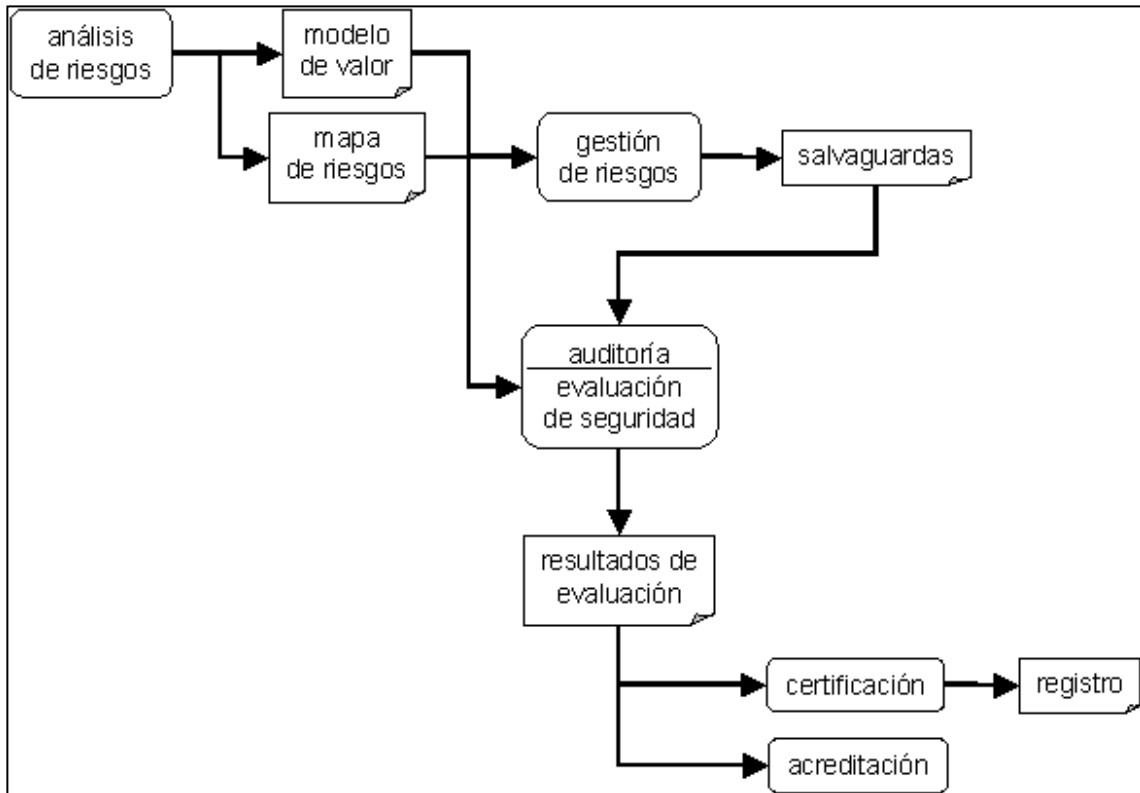 análisis
de riesgos
modelo
de valor
mapa
de riesgos
gestión
de riesgos
salvaguardas
auditoría
evaluación
de seguridad
resultados de
evaluación
certificación
registro
acreditación